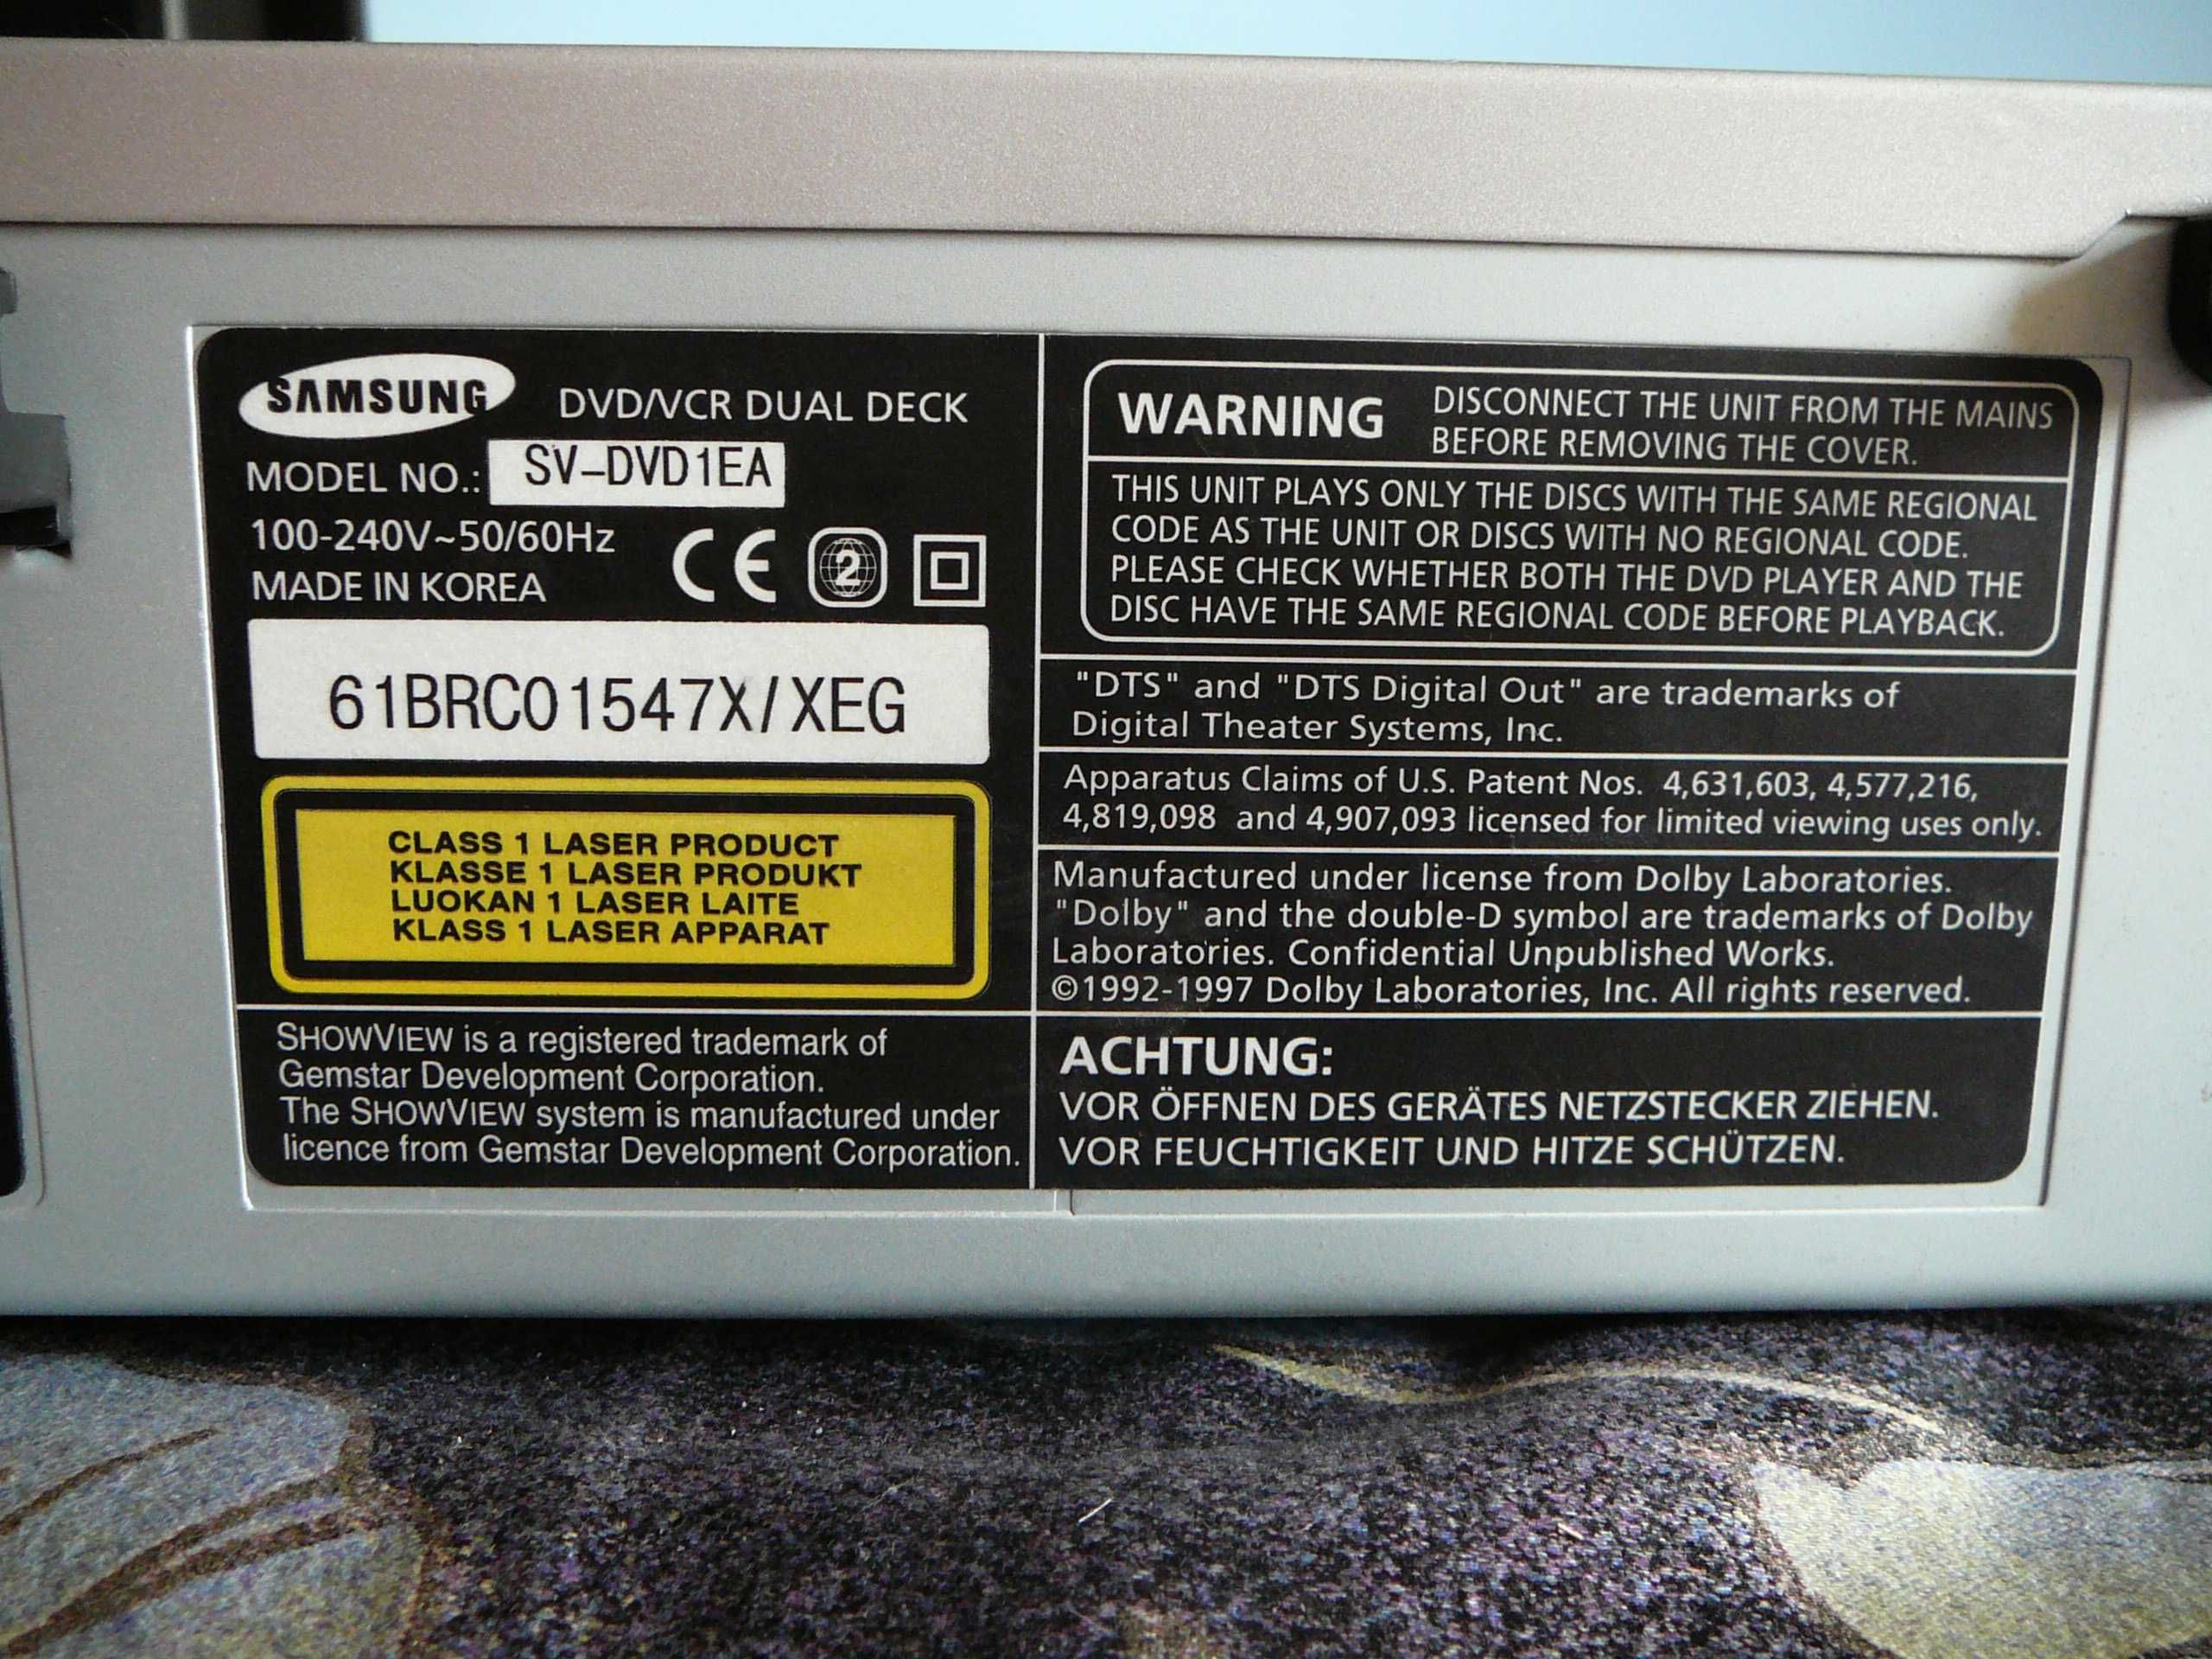 SAMSUNG DVD/VCR DUAL DECK
MODEL NO.: SV-DVD1EA
100-240V~50/60Hz
MADE IN KOREA
CE 2
61BRC01547X/XEG
CLASS 1 LASER PRODUCT
KLASSE 1 LASER PRODUKT
LUOKAN 1 LASER LAITE
KLASS 1 LASER APPARAT
SHOWVIEW is a registered trademark of
Gemstar Development Corporation.
The SHOWVIEW system is manufactured under
licence from Gemstar Development Corporation.
WARNING
DISCONNECT THE UNIT FROM THE MAINS
BEFORE REMOVING THE COVER.
THIS UNIT PLAYS ONLY THE DISCS WITH THE SAME REGIONAL
CODE AS THE UNIT OR DISCS WITH NO REGIONAL CODE.
PLEASE CHECK WHETHER BOTH THE DVD PLAYER AND THE
DISC HAVE THE SAME REGIONAL CODE BEFORE PLAYBACK.
"DTS" and "DTS Digital Out" are trademarks of
Digital Theater Systems, Inc.
Apparatus Claims of U.S. Patent Nos. 4,631,603, 4,577,216,
4,819,098 and 4,907,093 licensed for limited viewing uses only.
Manufactured under license from Dolby Laboratories.
"Dolby" and the double-D symbol are trademarks of Dolby
Laboratories. Confidential Unpublished Works.
©1992-1997 Dolby Laboratories, Inc. All rights reserved.
ACHTUNG:
VOR ÖFFNEN DES GERÄTES NETZSTECKER ZIEHEN.
VOR FEUCHTIGKEIT UND HITZE SCHÜTZEN.